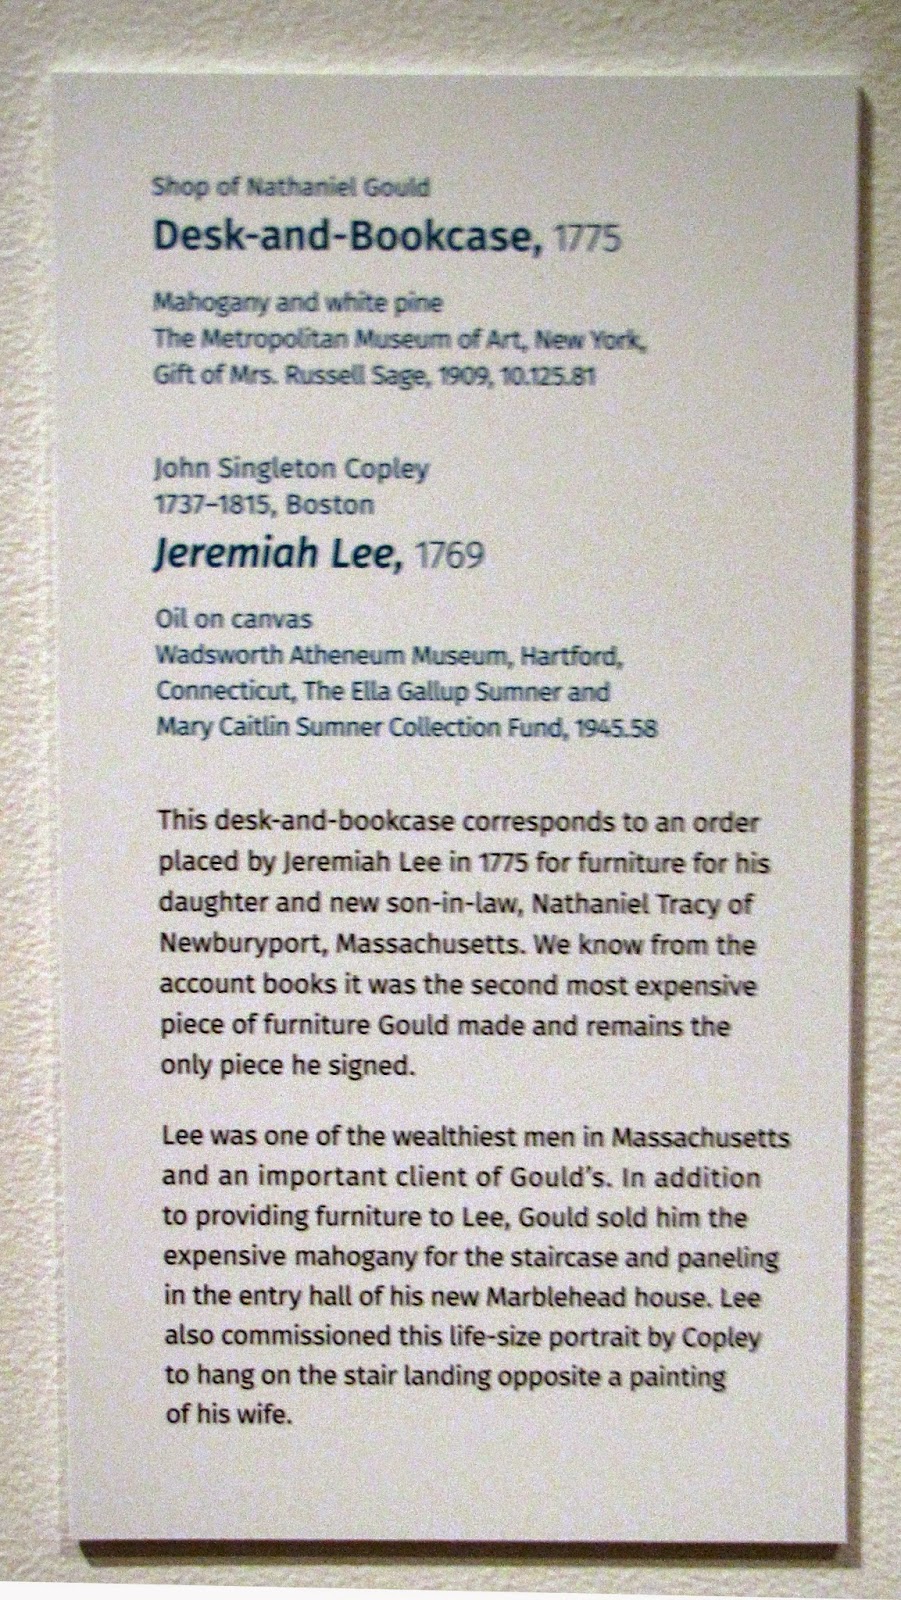 Shop of Nathaniel Gould
Desk-and-Bookcase, 1775
Mahogany and white pine
The Metropolitan Museum of Art, New York,
Gift of Mrs. Russell Sage, 1909, 10.125.81
John Singleton Copley
1737–1815, Boston
Jeremiah Lee, 1769
Oil on canvas
Wadsworth Atheneum Museum, Hartford,
Connecticut, The Ella Gallup Sumner and
Mary Caitlin Sumner Collection Fund, 1945.58
This desk-and-bookcase corresponds to an order
placed by Jeremiah Lee in 1775 for furniture for his
daughter and new son-in-law, Nathaniel Tracy of
Newburyport, Massachusetts. We know from the
account books it was the second most expensive
piece of furniture Gould made and remains the
only piece he signed.
Lee was one of the wealthiest men in Massachusetts
and an important client of Gould's. In addition
to providing furniture to Lee, Gould sold him the
expensive mahogany for the staircase and paneling
in the entry hall of his new Marblehead house. Lee
also commissioned this life-size portrait by Copley
to hang on the stair landing opposite a painting
of his wife.